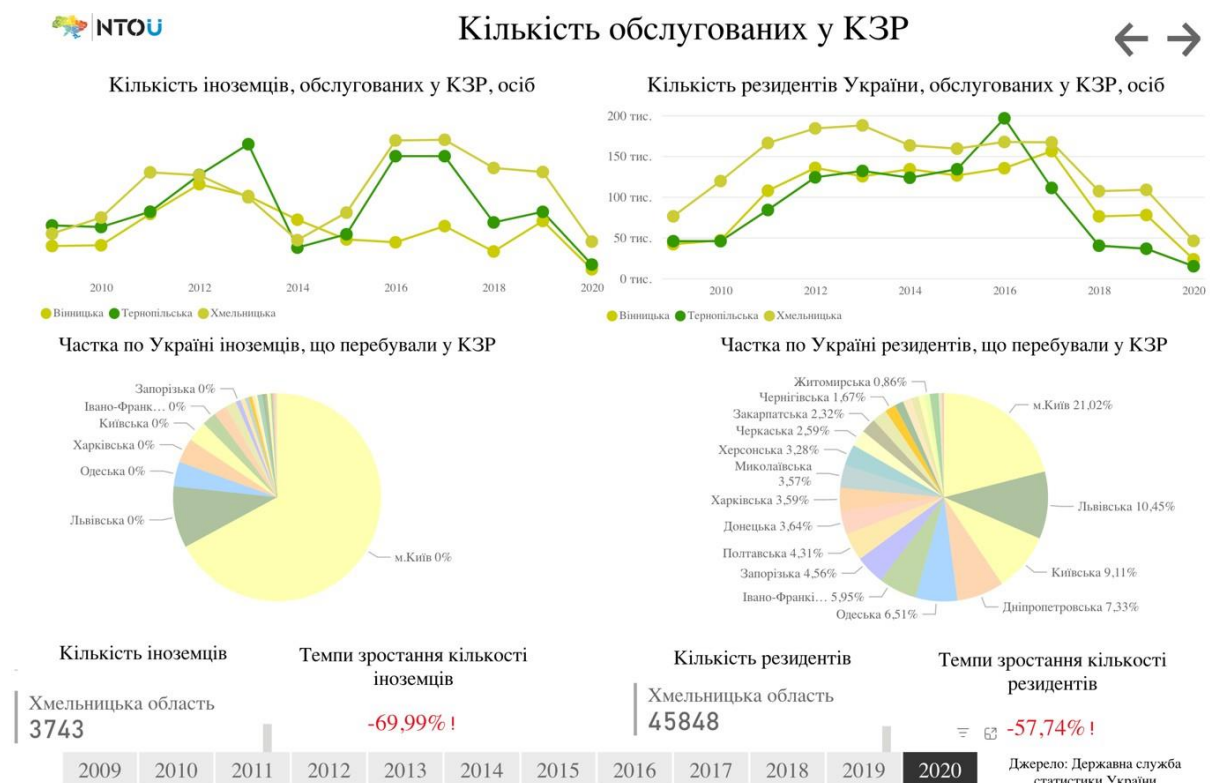 NTOU
Кількість обслугованих у КЗР
Кількість іноземців, обслугованих у КЗР, осіб
2010 2012 2014 2016 2018 2020
Вінницька Тернопільська Хмельницька
Кількість резидентів України, обслугованих у КЗР, осіб
200 тис.
150 тис.
100 тис.
50 тис.
0 тис.
2010 2012 2014 2016 2018 2020
Вінницька Тернопільська Хмельницька
Частка по Україні іноземців, що перебували у КЗР
Запорізька 0%
Івано-Франк... 0%
Київська 0%
Харківська 0%
Одеська 0%
Львівська 0%
м.Київ 0%
Частка по Україні резидентів, що перебували у КЗР
Житомирська 0,86%
Чернігівська 1,67%
Закарпатська 2,32%
Черкаська 2,59%
Херсонська 3,28%
Миколаївська
3,57%
Харківська 3,59%
Донецька 3,64%
Полтавська 4,31%
Запорізька 4,56%
Івано-Франкі... 5,95%
Одеська 6,51%
м.Київ 21,02%
Львівська 10,45%
Київська 9,11%
Дніпропетровська 7,33%
Кількість іноземців
Хмельницька область
3743
Темпи зростання кількості
іноземців
-69,99% !
Кількість резидентів
Хмельницька область
45848
Темпи зростання кількості
резидентів
-57,74% !
2009 2010 2011 2012 2013 2014 2015 2016 2017 2018 2019 2020
Джерело: Державна служба
статистики України